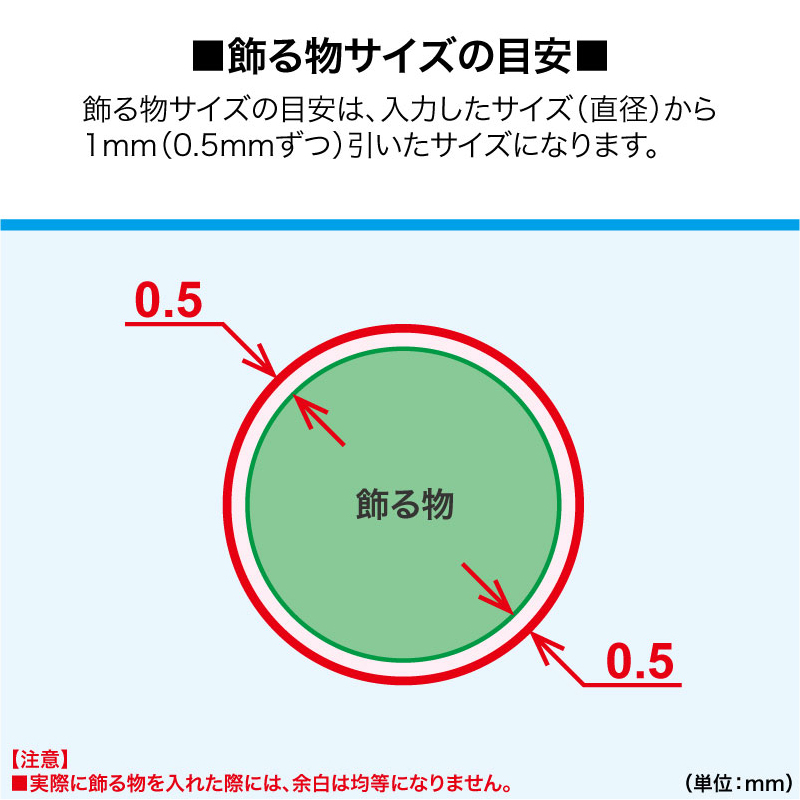 ■飾る物サイズの目安■
飾る物サイズの目安は、入力したサイズ（直径）から
1mm（0.5mmずつ）引いたサイズになります。
0.5
飾る物
0.5
【注意】
■実際に飾る物を入れた際には、余白は均等になりません。
（単位：mm）